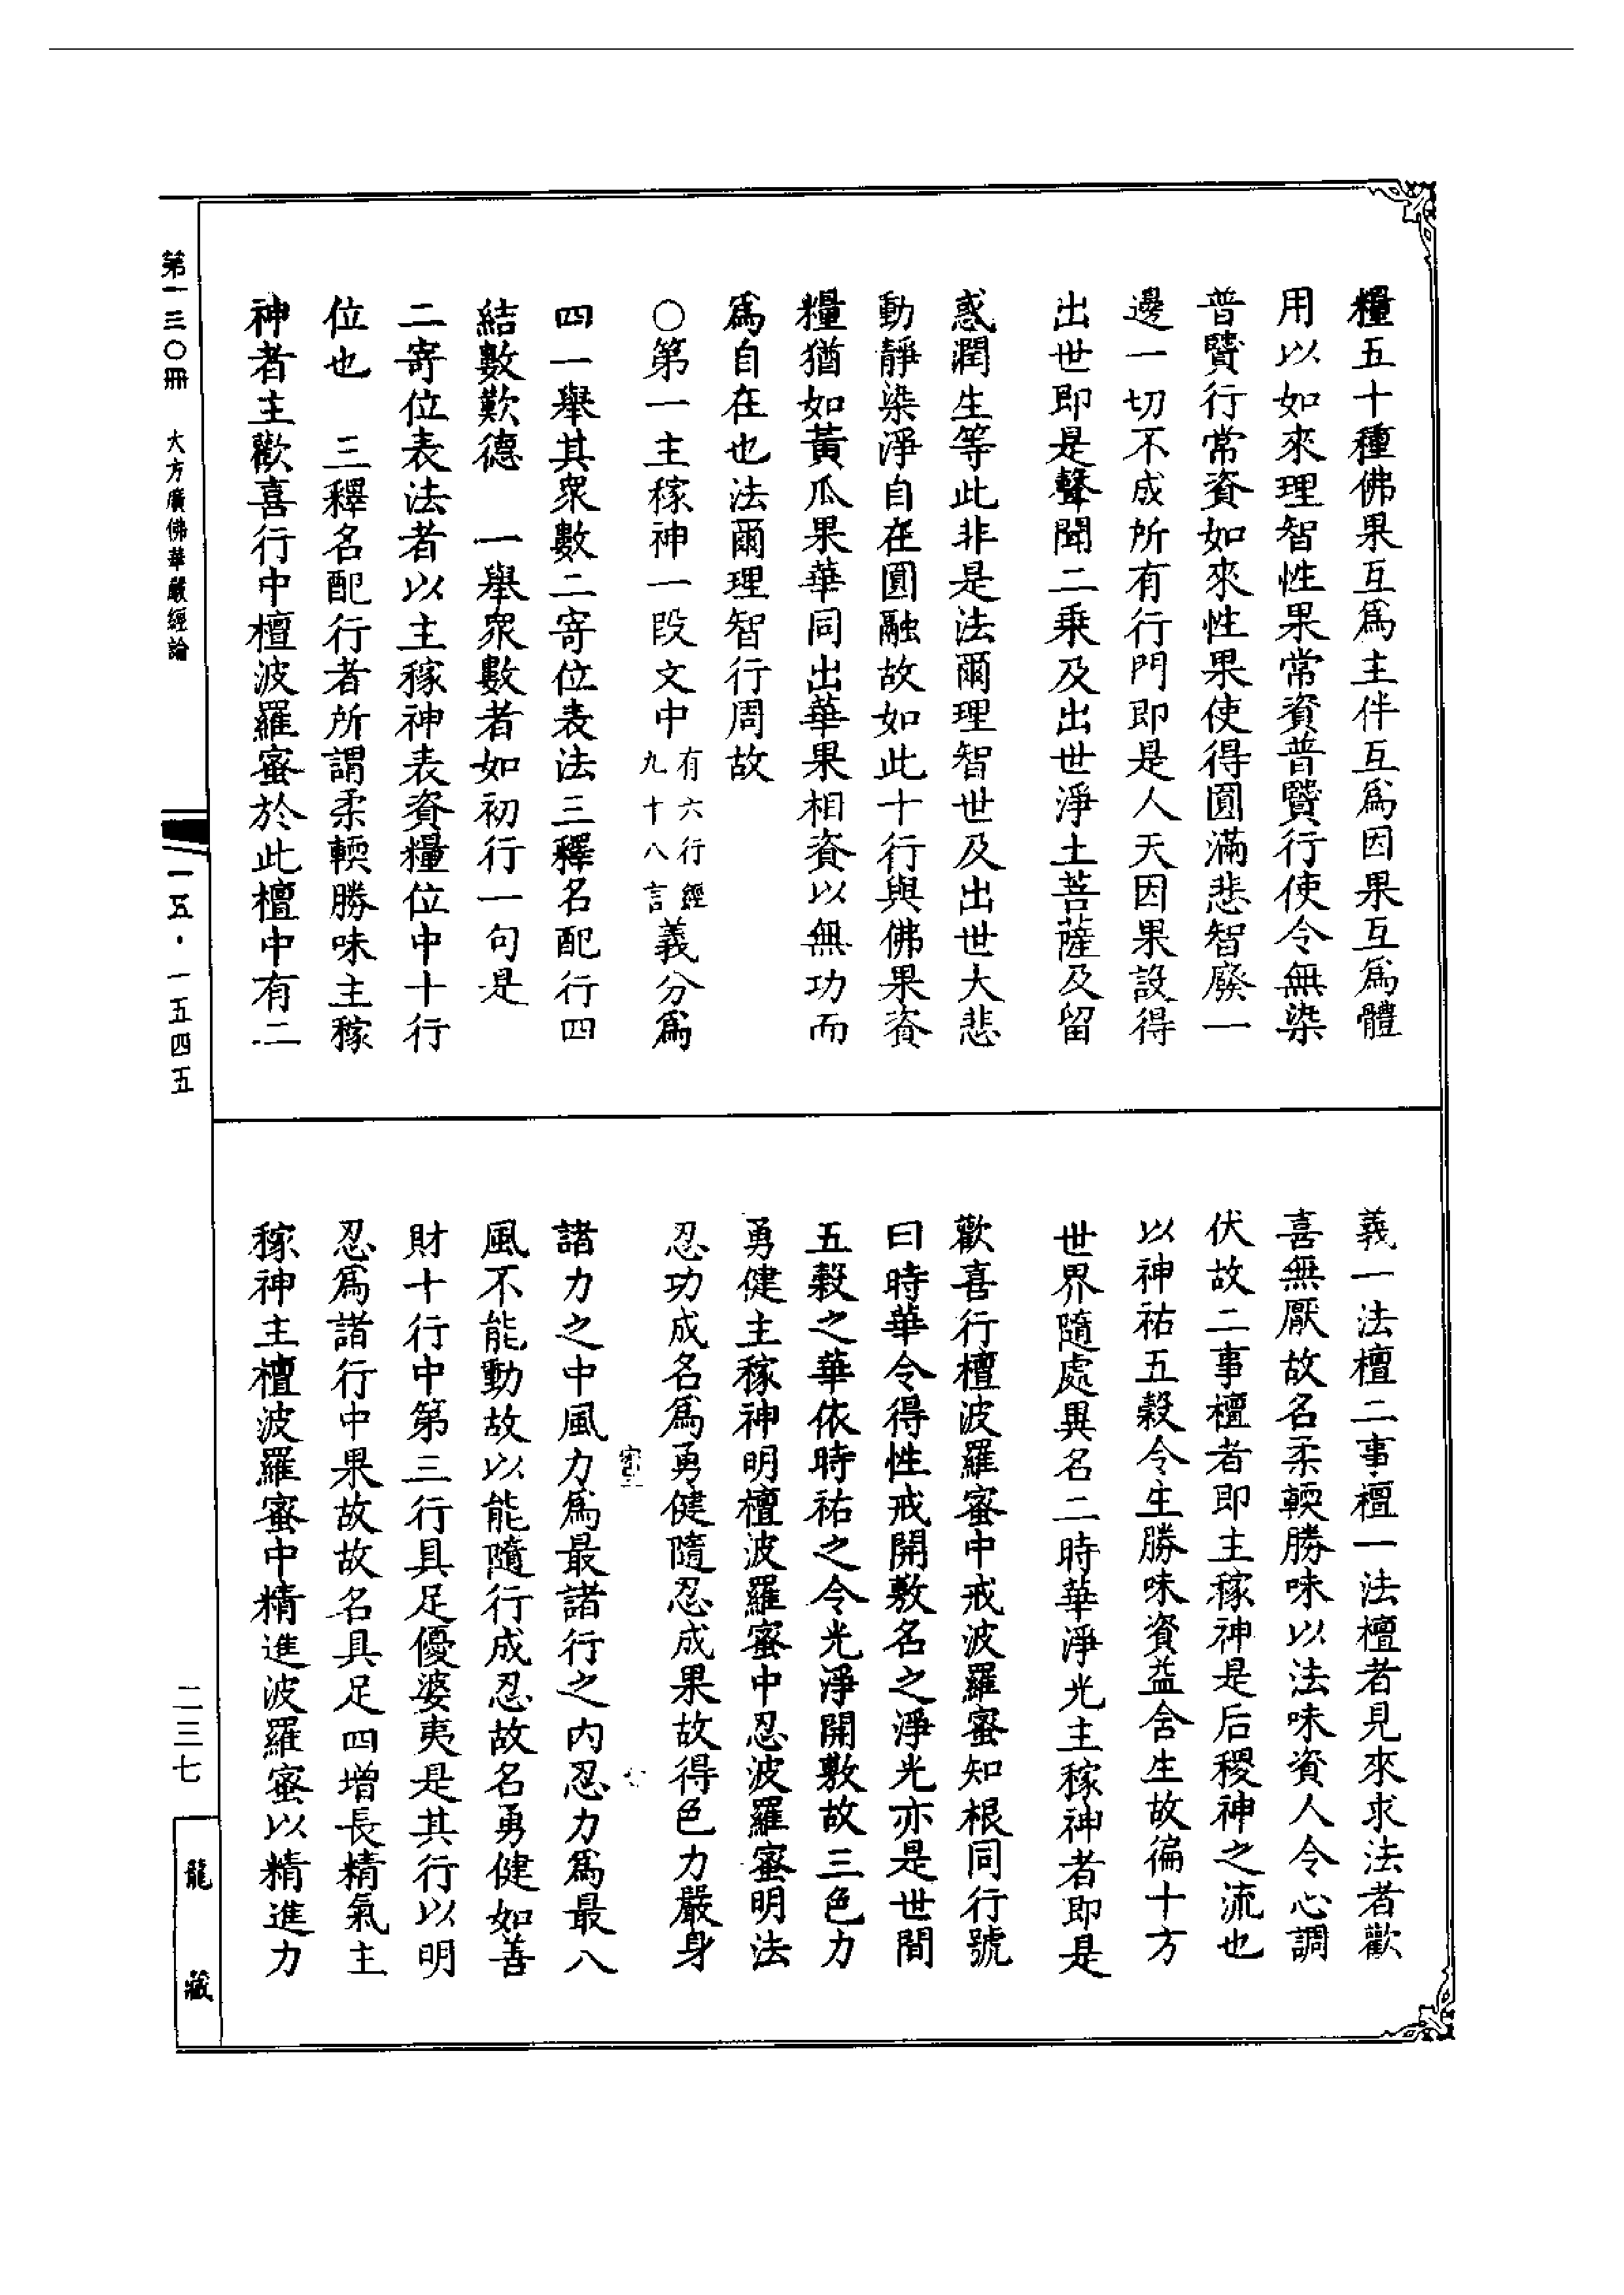 糧五十種佛果互爲主伴互爲因果互爲體
用以如來理智性果常資普賢行使令無染
普賢行常資如來性果使得圓滿悲智廢一
邊一切不成所有行門即是人天因果設得
出世即是聲聞二乗及出世淨土菩薩及留
惑潤生等此非是法爾理智世及出世大悲
動靜染淨自在圓融故如此十行與佛果資
糧猶如黃瓜果華同出華果相資以無功而
爲自在也法爾理智行周故
○第一主稼神一段文中有六行經九十八言義分爲
四一舉其衆數二寄位表法三釋名配行四
結數歎德　一舉衆數者如初行一句是
二寄位表法者以主稼神表資糧位中十行
位也　三釋名配行者所謂柔輭勝味主稼
神者主歡喜行中檀波羅蜜於此檀中有二
義一法檀二事檀一法檀者見來求法者歡
喜無厭故名柔輭勝味以法味資人令心調
伏故二事檀者即主稼神是后稷神之流也
以神祐五穀令生勝味資益含生故徧十方
世界隨處異名二時華淨光主稼神者即是
歡喜行檀波羅蜜中戒波羅蜜知根同行號
曰時華令得性戒開敷名之淨光亦是世間
五穀之華依時祐之令光淨開敷故三色力
勇健主稼神明檀波羅蜜中忍波羅蜜明法
忍功成名爲勇健隨忍成果故得色力嚴身
諸力之中風力爲最諸行之内忍力爲最八
風不能動故以能隨行成忍故名勇健如善
財十行中第三行具足優婆夷是其行以明
忍爲諸行中果故故名具足四增長精氣主
稼神主檀波羅蜜中精進波羅蜜以精進力
第一三〇冊　大方廣佛華嚴經論
一五·一五四五
二三七
龍藏